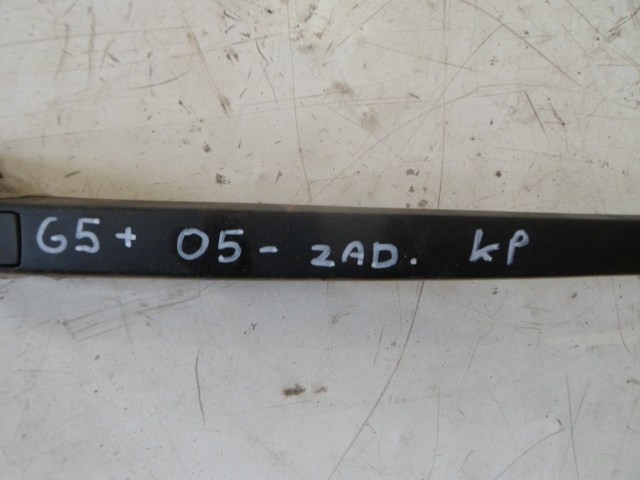 G5+ 05- ZAD. KP